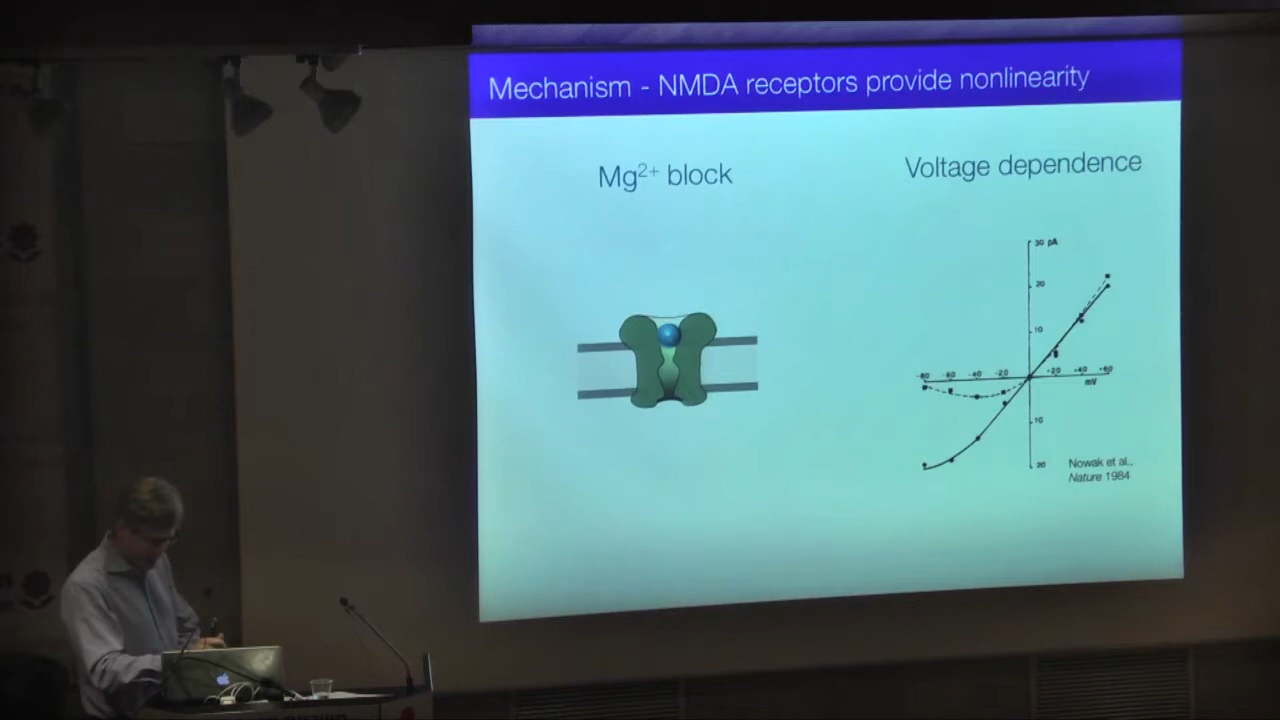 Mechanism - NMDA receptors provide nonlinearity
Mg²⁺ block
Voltage dependence
30 pA
20
10
-80 -60 -40 -20
-20 -40 -60
mV
10
20
Nowak et al.,
Nature 1984